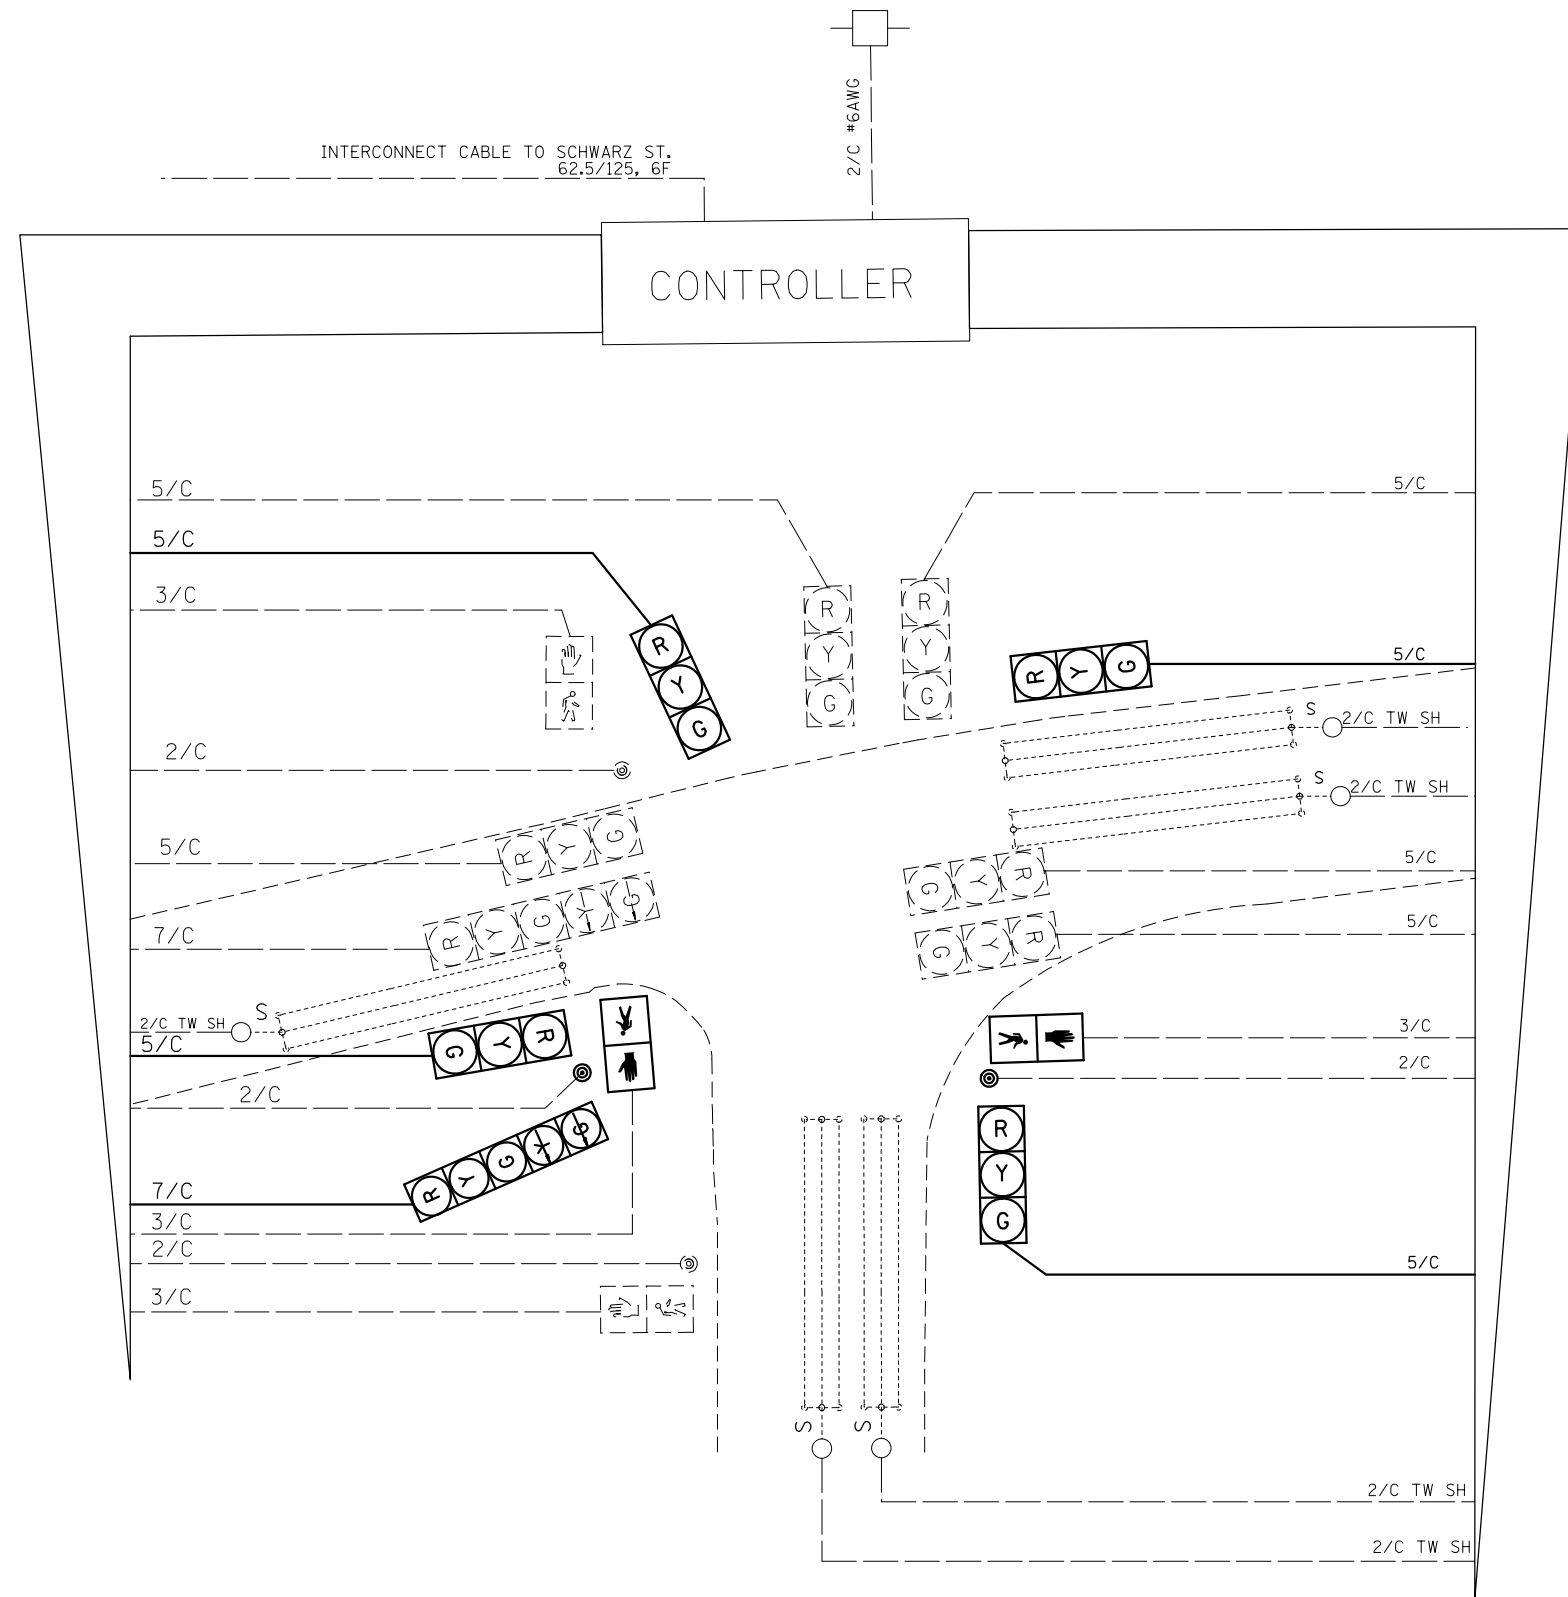 2/C #6AWG
INTERCONNECT CABLE TO SCHWARZ ST.
62.5/125, 6F
CONTROLLER
5/C
5/C
5/C
3/C
R
Y
G
R
Y
G
R
Y
G
R Y G
5/C
S
2/C TW SH
2/C
S
2/C TW SH
5/C
R Y G
G Y R
5/C
7/C
R Y G Y G
G Y R
5/C
S
2/C TW SH
5/C
G Y R
3/C
2/C
2/C
R Y G Y G
R
Y
G
7/C
3/C
2/C
5/C
3/C
S
S
2/C TW SH
2/C TW SH